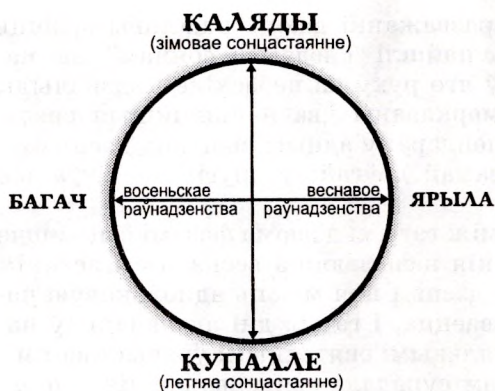 КАЛЯДЫ
(зімовае сонцастаянне)
БАГАЧ
восеньскае
раўнадзенства
веснавое
раўнадзенства
ЯРЫЛА
КУПАЛЛЕ
(летняе сонцастаянне)